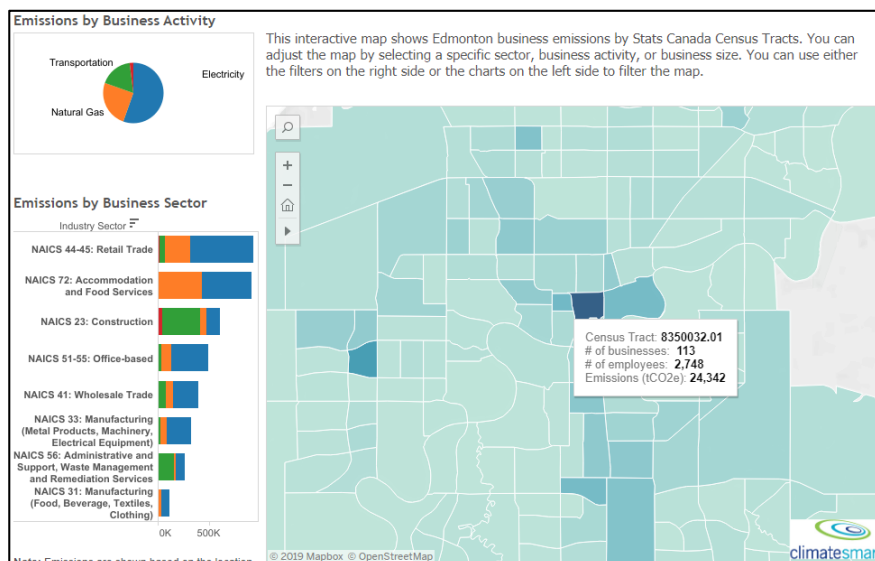 Emissions by Business Activity
Transportation
Electricity
Natural Gas
This interactive map shows Edmonton business emissions by Stats Canada Census Tracts. You can
adjust the map by selecting a specific sector, business activity, or business size. You can use either
the filters on the right side or the charts on the left side to filter the map.
Emissions by Business Sector
Industry Sector
NAICS 44-45: Retail Trade
NAICS 72: Accommodation
and Food Services
NAICS 23: Construction
NAICS 51-55: Office-based
NAICS 41: Wholesale Trade
NAICS 33: Manufacturing
(Metal Products, Machinery,
Electrical Equipment)
NAICS 56: Administrative and
Support, Waste Management
and Remediation Services
NAICS 31: Manufacturing
(Food, Beverage, Textiles,
Clothing)
0K 500K
Census Tract: 8350032.01
# of businesses: 113
# of employees: 2,748
Emissions (tCO2e): 24,342
© 2019 Mapbox © OpenStreetMap
climatesmar